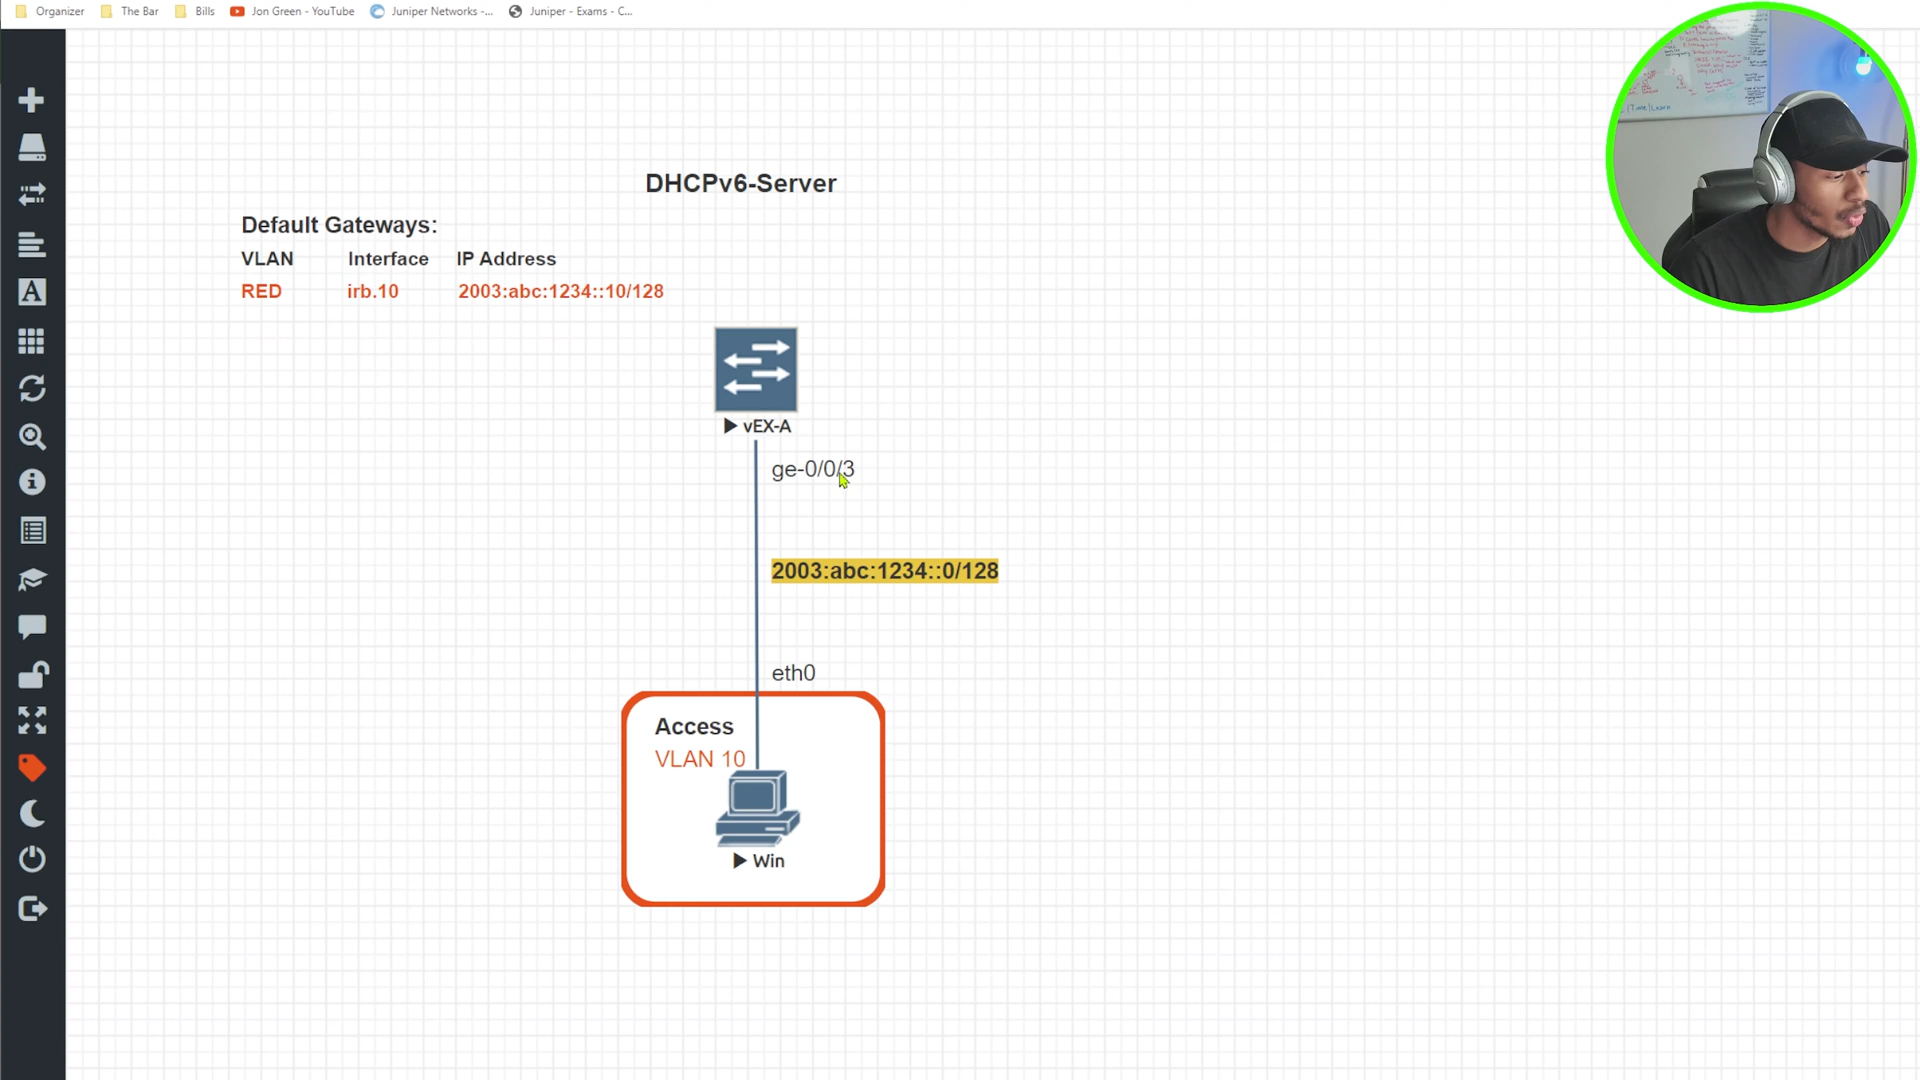 Organizer The Bar Bills Jon Green - YouTube Juniper Networks -... Juniper - Exams - C...
DHCPv6-Server
Default Gateways:
VLAN Interface IP Address
RED irb.10 2003:abc:1234::10/128
vEX-A
ge-0/0/3
2003:abc:1234::0/128
eth0
Access
VLAN 10
Win